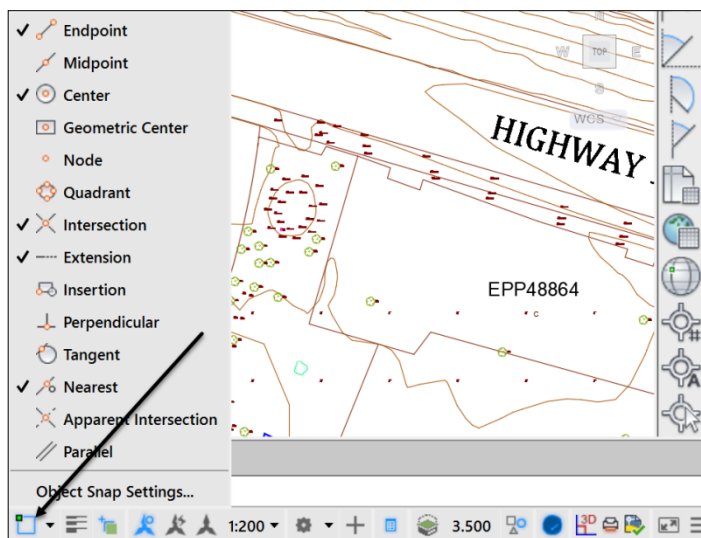 Endpoint
Midpoint
Center
Geometric Center
Node
Quadrant
Intersection
Extension
Insertion
Perpendicular
Tangent
Nearest
Apparent Intersection
Parallel
Object Snap Settings...
N
W TOP E
S
WCS
HIGHWAY
EPP48864
c
#
A
1:200
3.500
3D